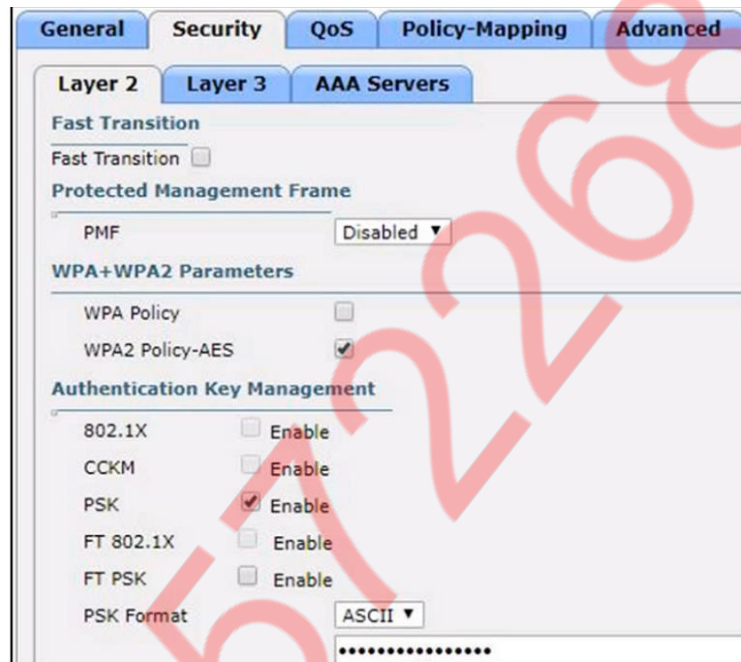 General Security QoS Policy-Mapping Advanced
Layer 2 Layer 3 AAA Servers
Fast Transition
Fast Transition
Protected Management Frame
PMF Disabled
WPA+WPA2 Parameters
WPA Policy
WPA2 Policy-AES
Authentication Key Management
802.1X Enable
CCKM Enable
PSK Enable
FT 802.1X Enable
FT PSK Enable
PSK Format ASCII
••••••••••••••••
572268